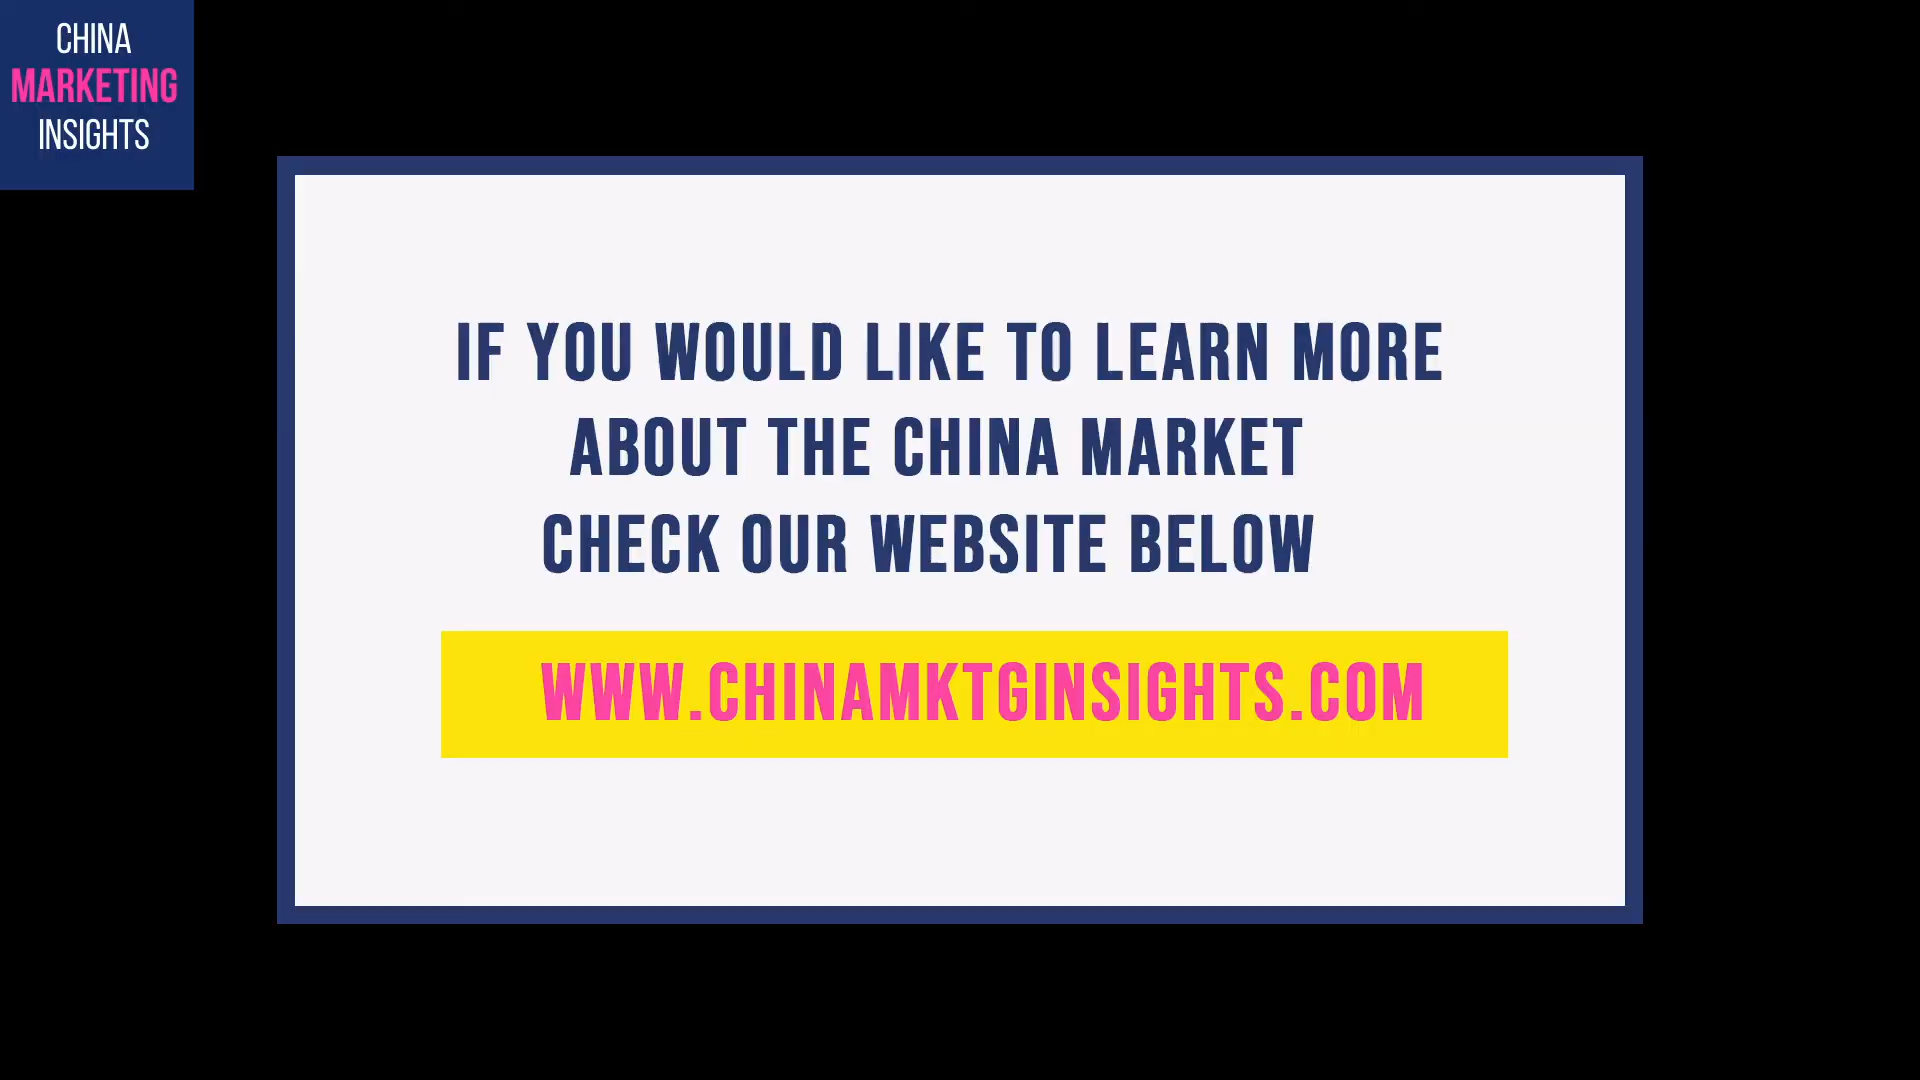 CHINA
MARKETING
INSIGHTS
IF YOU WOULD LIKE TO LEARN MORE
ABOUT THE CHINA MARKET
CHECK OUR WEBSITE BELOW
WWW.CHINAMKTGINSIGHTS.COM